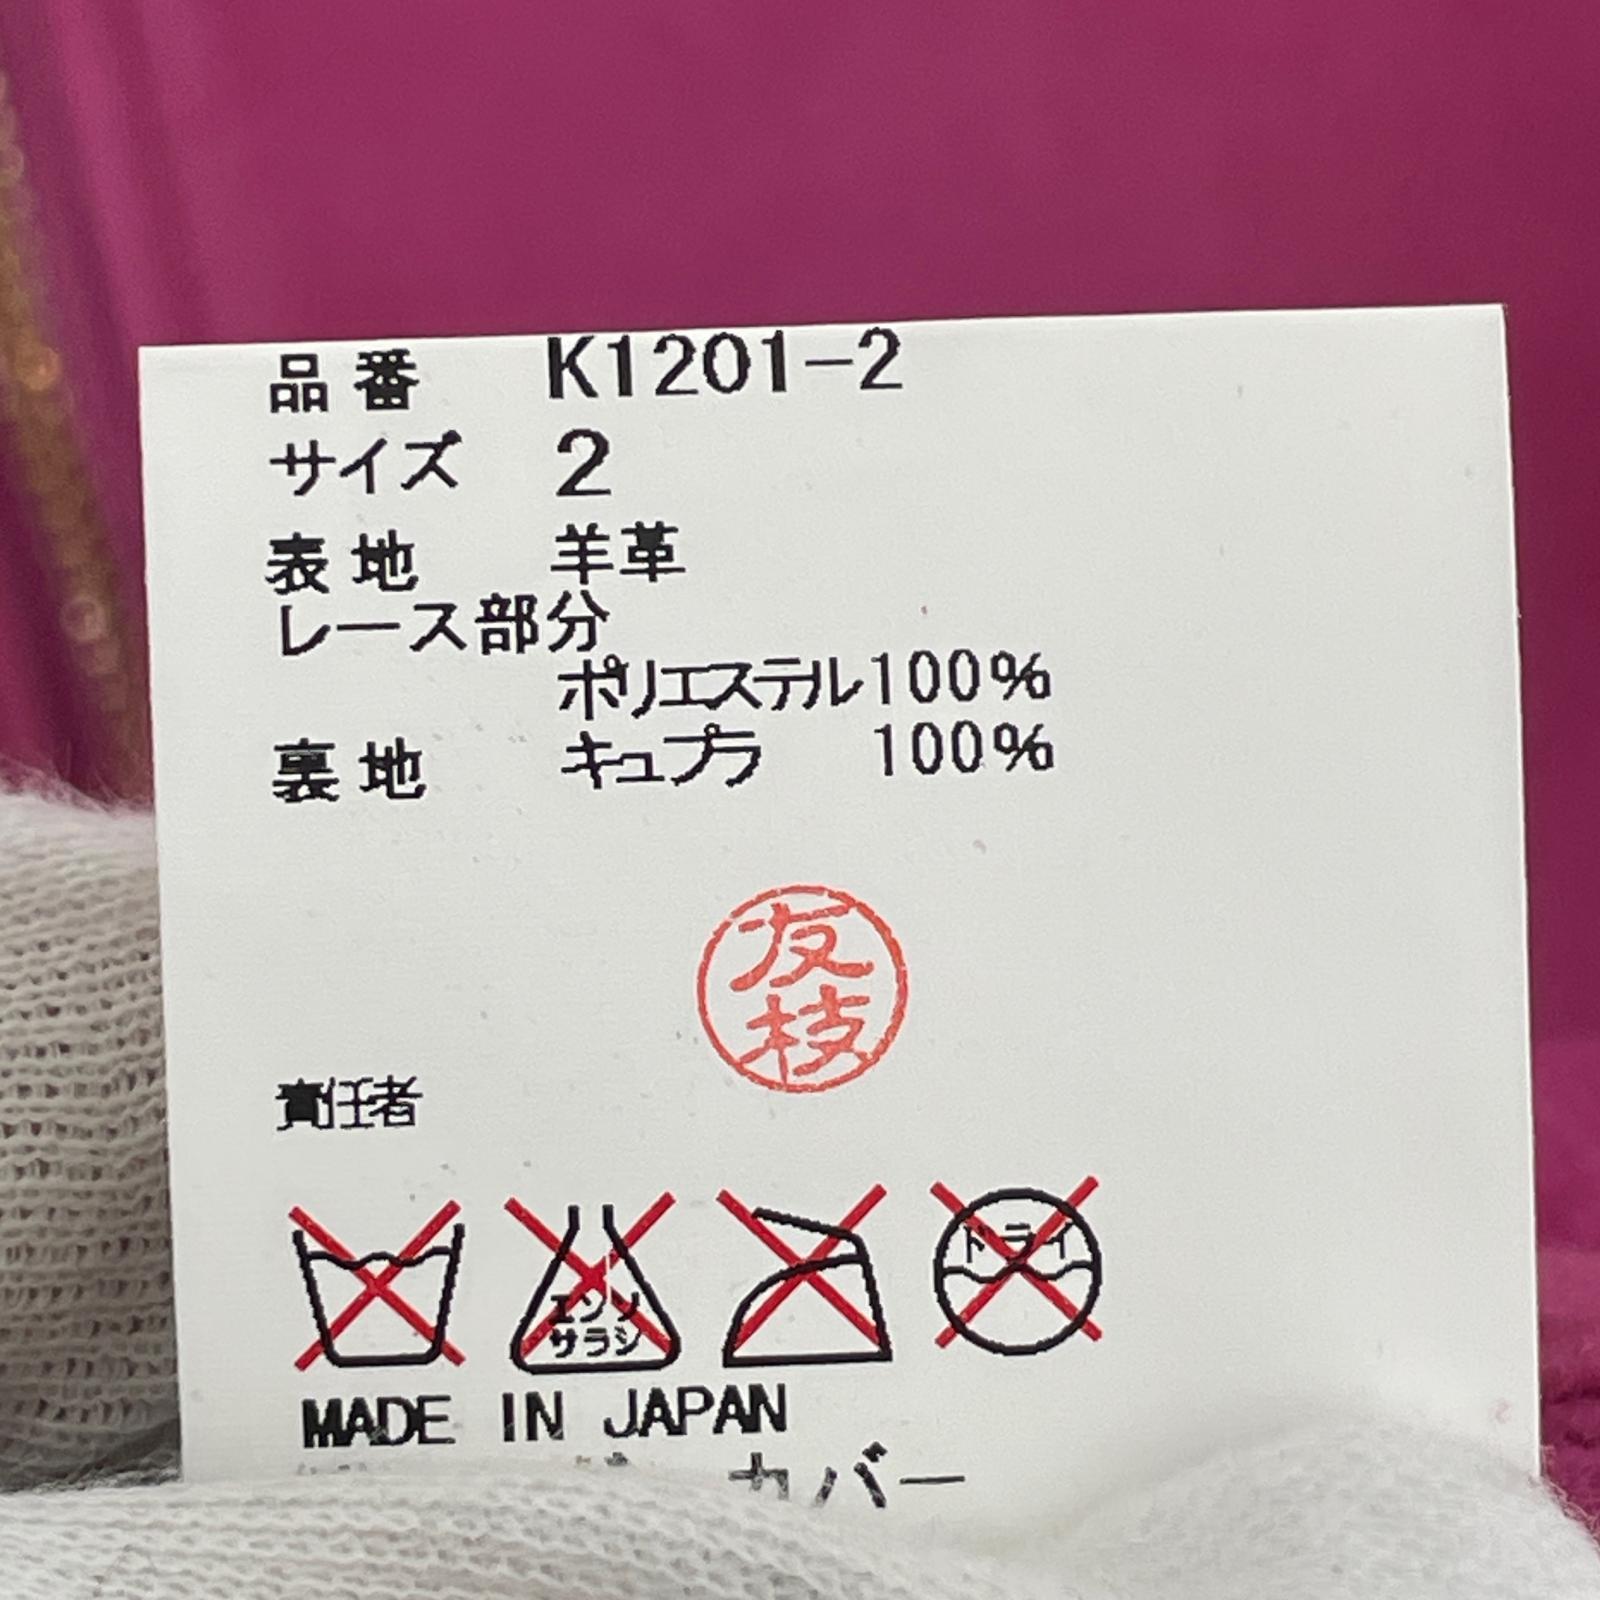 品番 K1201-2
サイズ 2
表地 羊革
レース部分
ポリエステル100%
裏地 キュプラ 100%
友枝
責任者
エンソ
サラシ
ドライ
MADE IN JAPAN
カバー